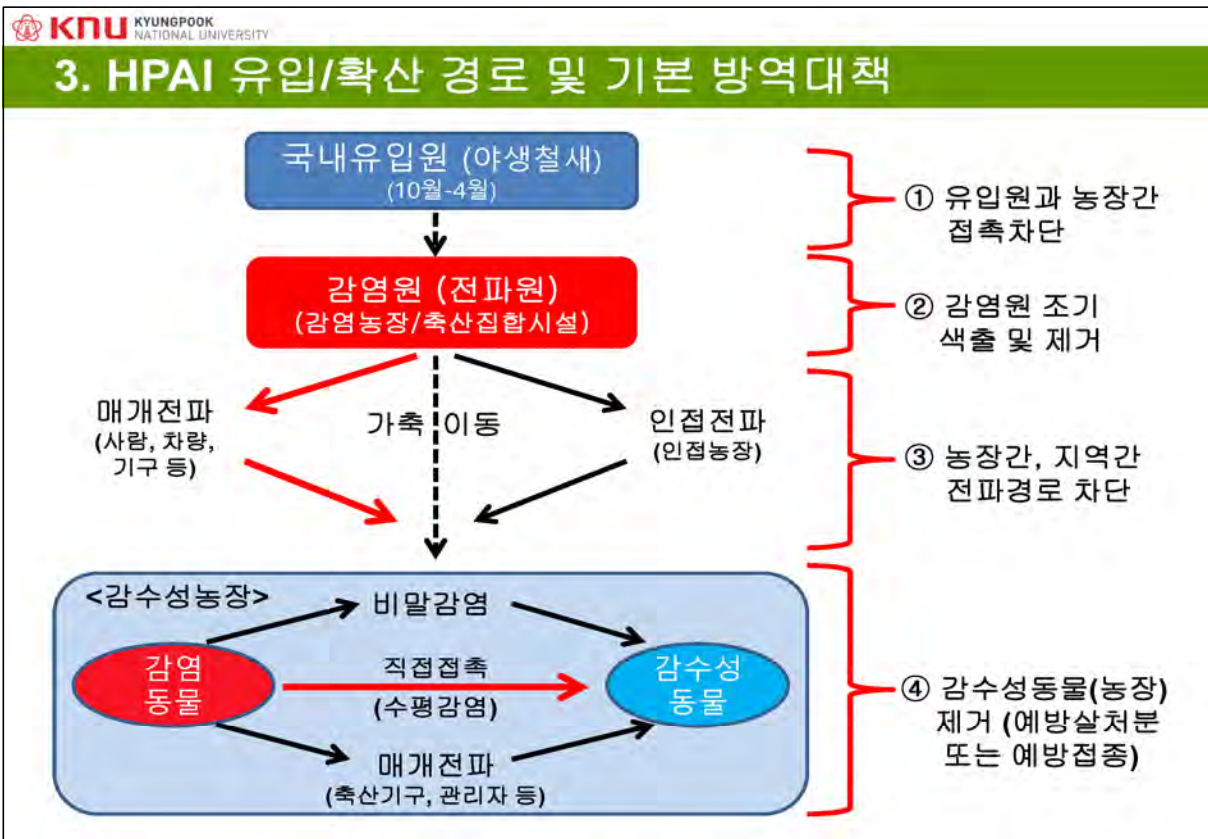 KNU KYUNGPOOK
NATIONAL UNIVERSITY
3. HPAI 유입/확산 경로 및 기본 방역대책
국내유입원 (야생철새)
(10월-4월)
① 유입원과 농장간
접촉차단
감염원 (전파원)
(감염농장/축산집합시설)
② 감염원 조기
색출 및 제거
매개전파
(사람, 차량,
기구 등)
가축 이동
인접전파
(인접농장)
③ 농장간, 지역간
전파경로 차단
<감수성농장>
비말감염
감염
동물
직접접촉
(수평감염)
감수성
동물
매개전파
(축산기구, 관리자 등)
④ 감수성동물(농장)
제거 (예방살처분
또는 예방접종)